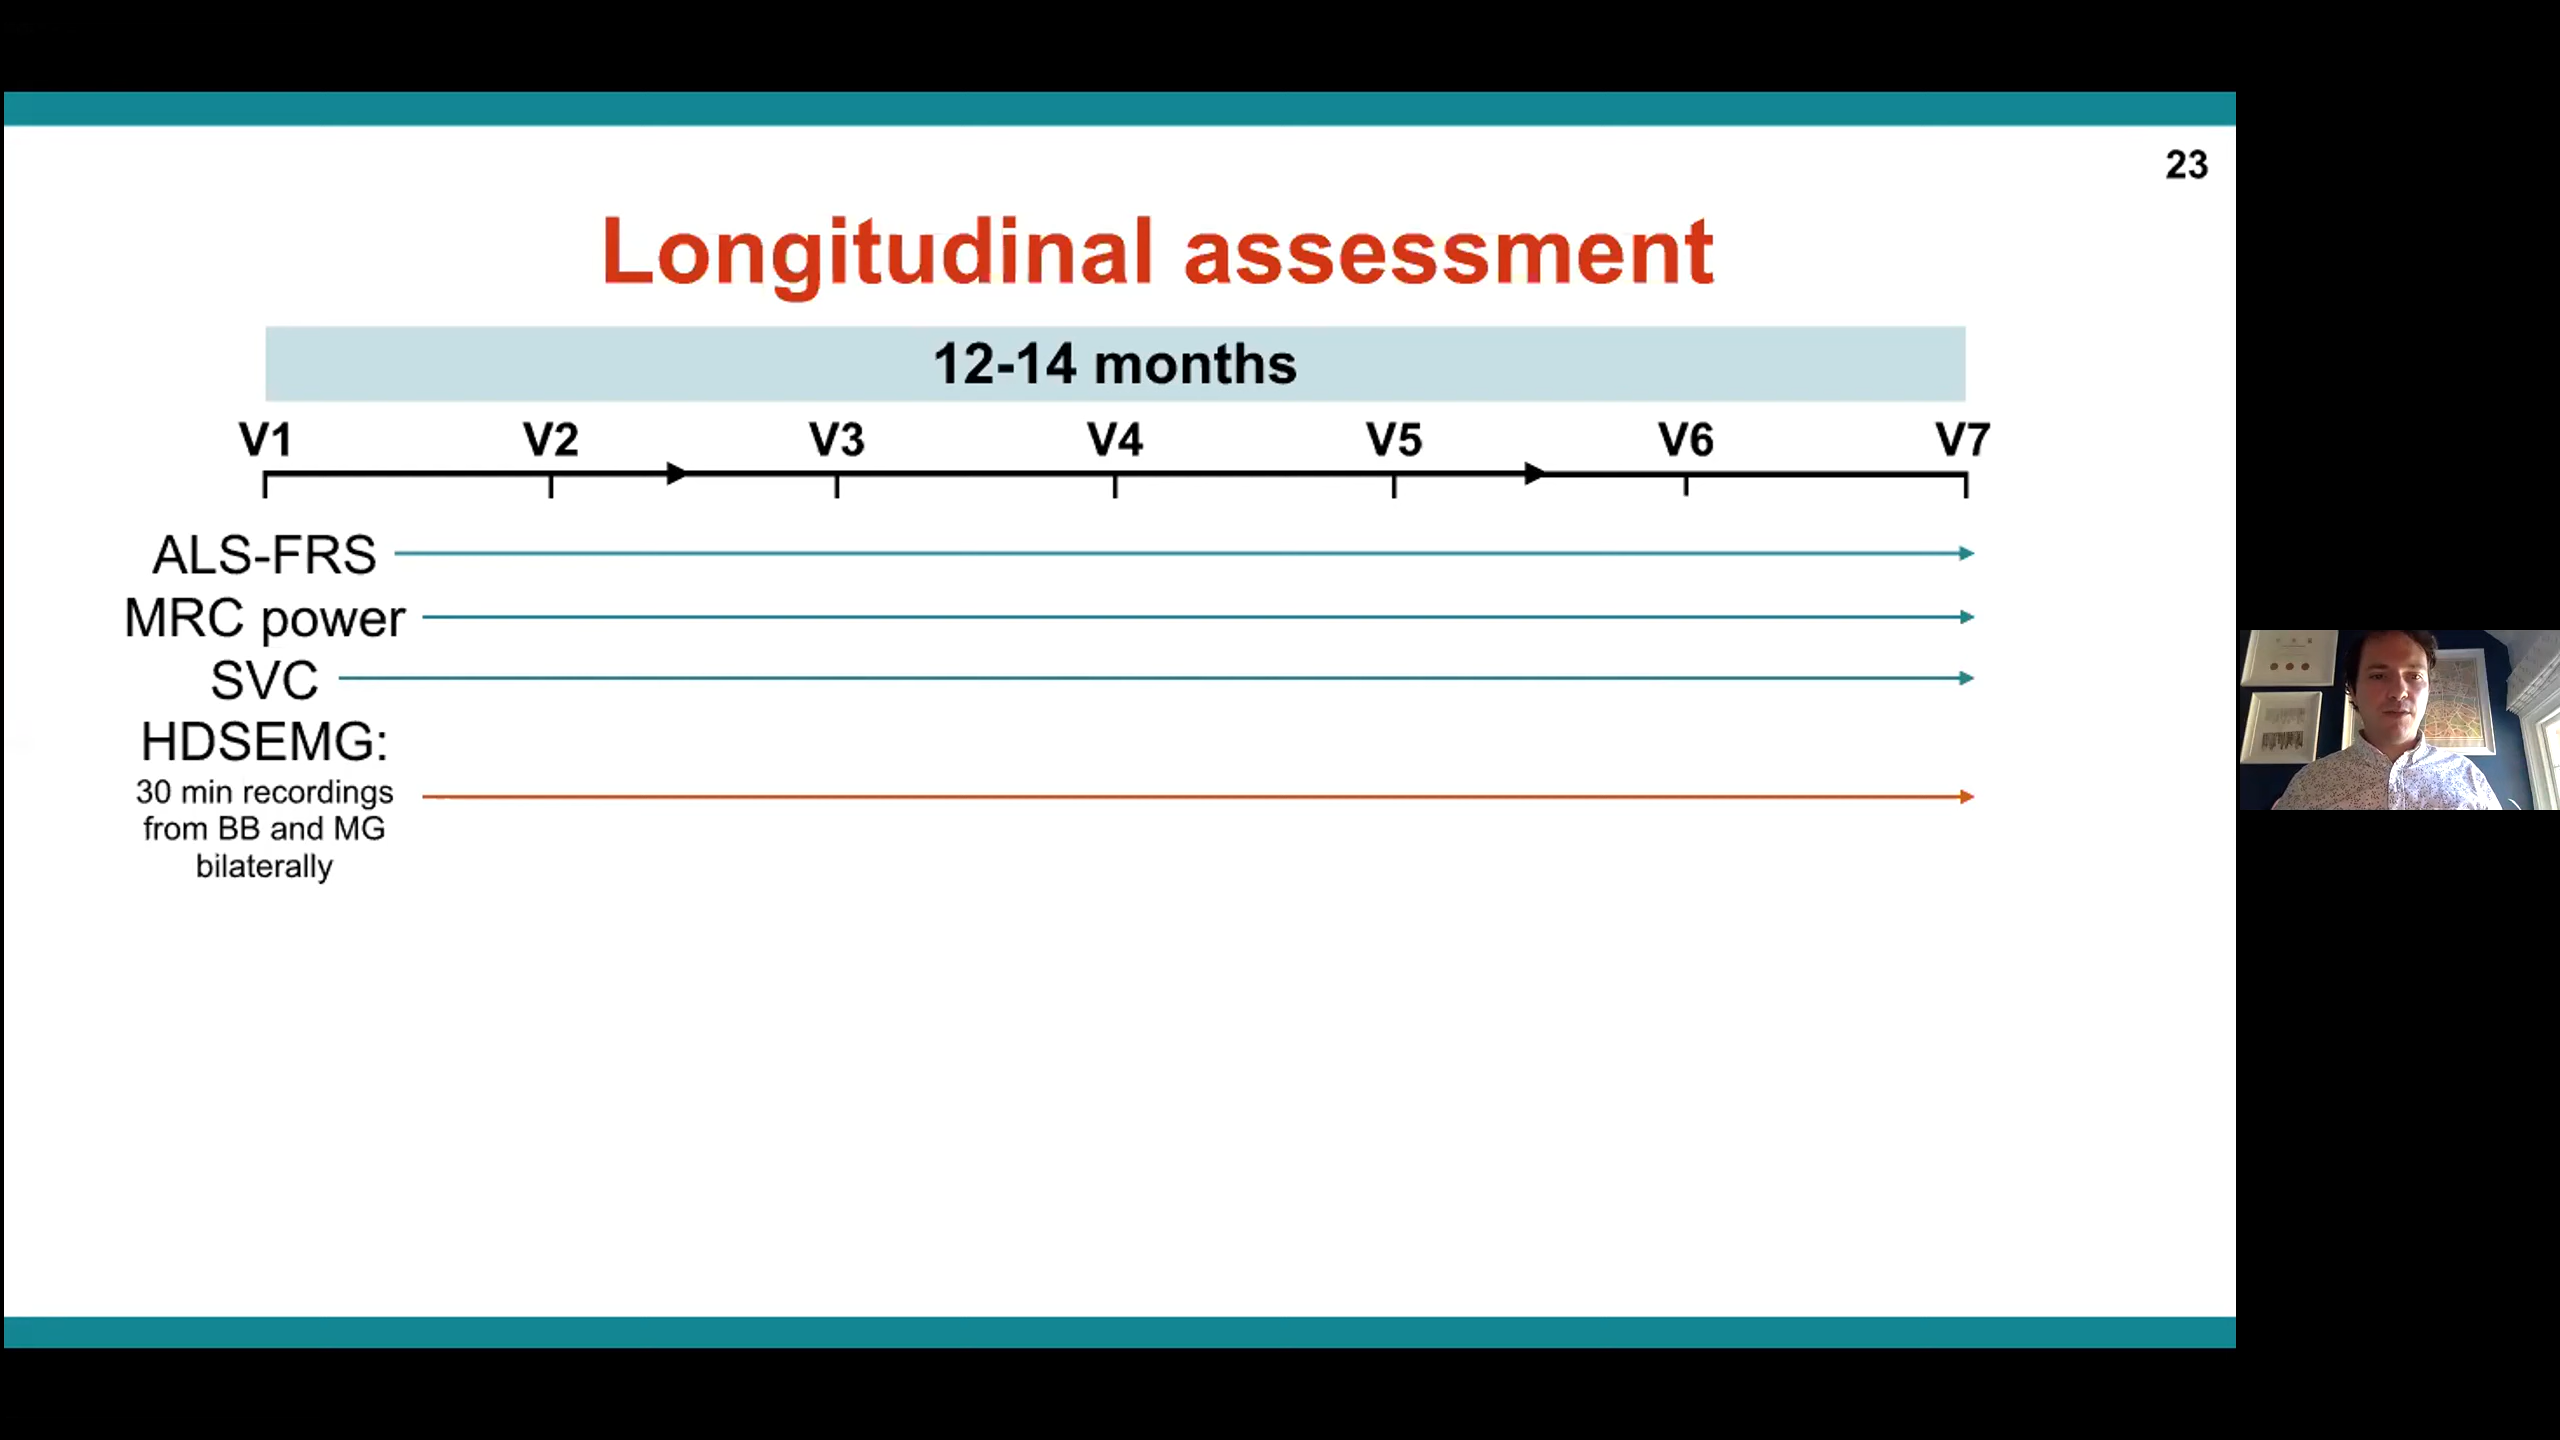 23
Longitudinal assessment
12-14 months
V1 V2 V3 V4 V5 V6 V7
ALS-FRS
MRC power
SVC
HDSEMG:
30 min recordings
from BB and MG
bilaterally